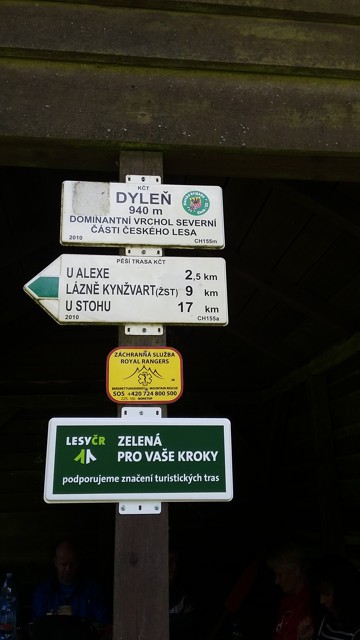 KČT
DYLEŇ
940 m
DOMINANTNÍ VRCHOL SEVERNÍ
ČÁSTI ČESKÉHO LESA
2010 CH155m
PĚŠÍ TRASA KČT
U ALEXE 2,5 km
LÁZNĚ KYNŽVART(ŽST) 9 km
U STOHU 17 km
2010 CH155a
ZÁCHRANNÁ SLUŽBA
ROYAL RANGERS
SOS +420 724 800 500
LESYČR ZELENÁ
PRO VAŠE KROKY
podporujeme značení turistických tras